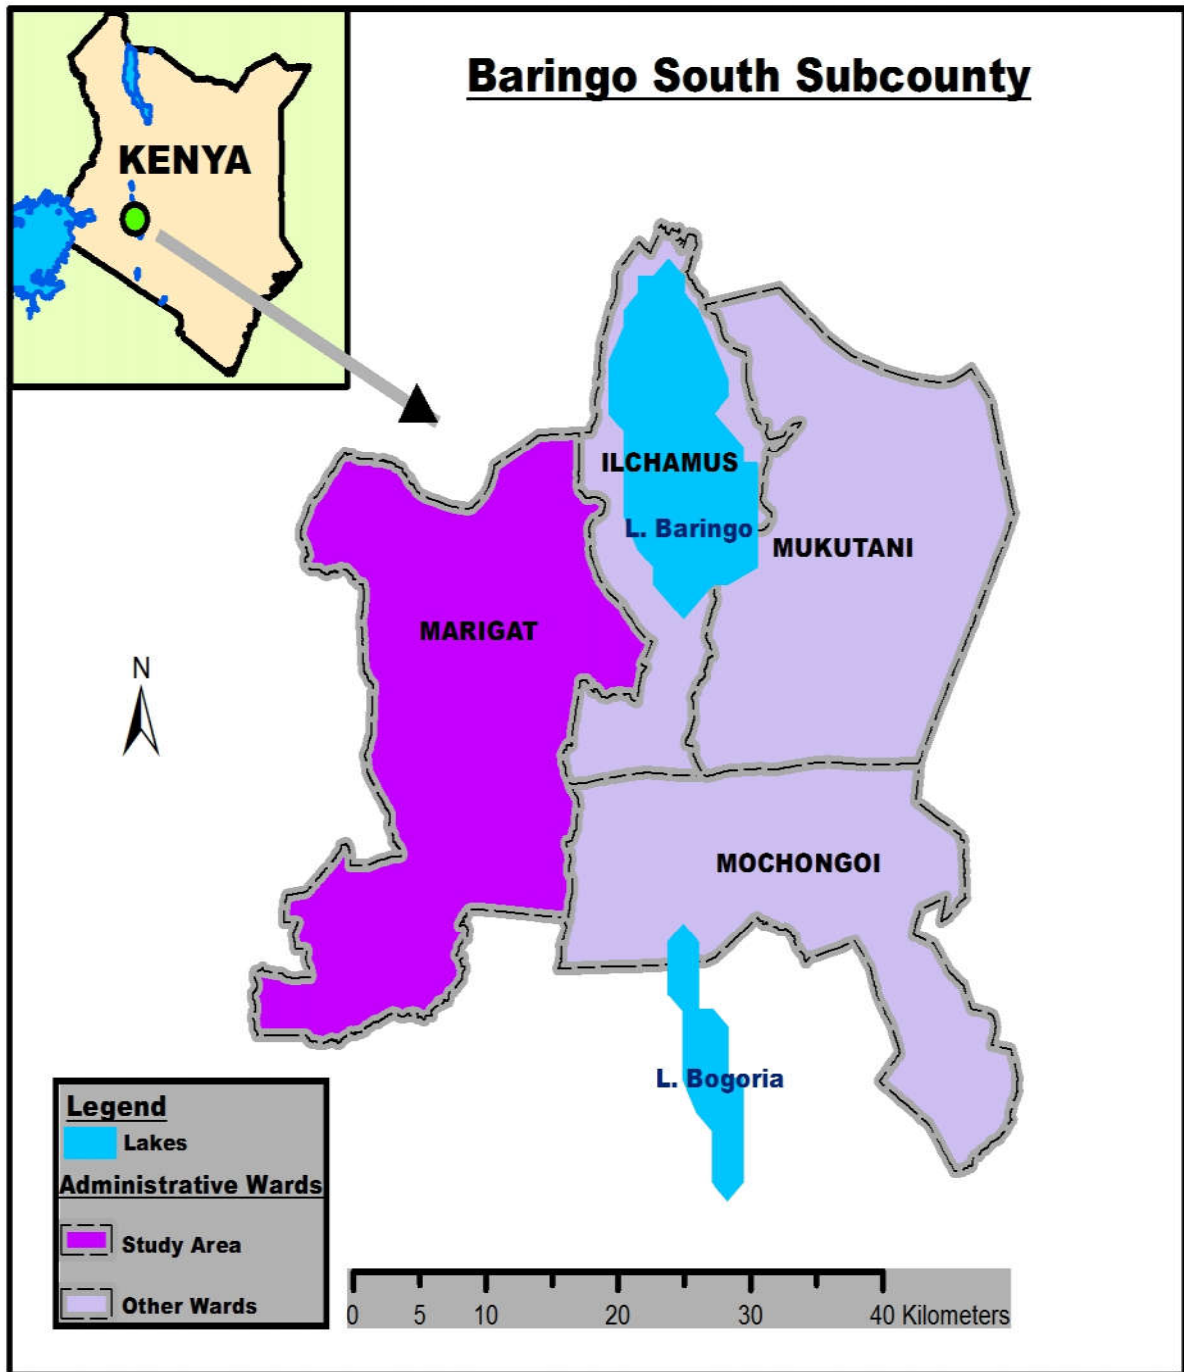 Baringo South Subcounty
KENYA
ILCHAMUS
L. Baringo
MUKUTANI
MARIGAT
N
MOCHONGOI
L. Bogoria
Legend
Lakes
Administrative Wards
Study Area
Other Wards
0 5 10 20 30 40 Kilometers